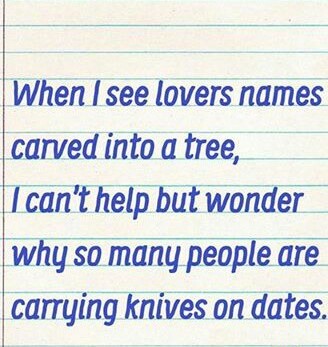 When I see lovers names
carved into a tree,
I can't help but wonder
why so many people are
carrying knives on dates.